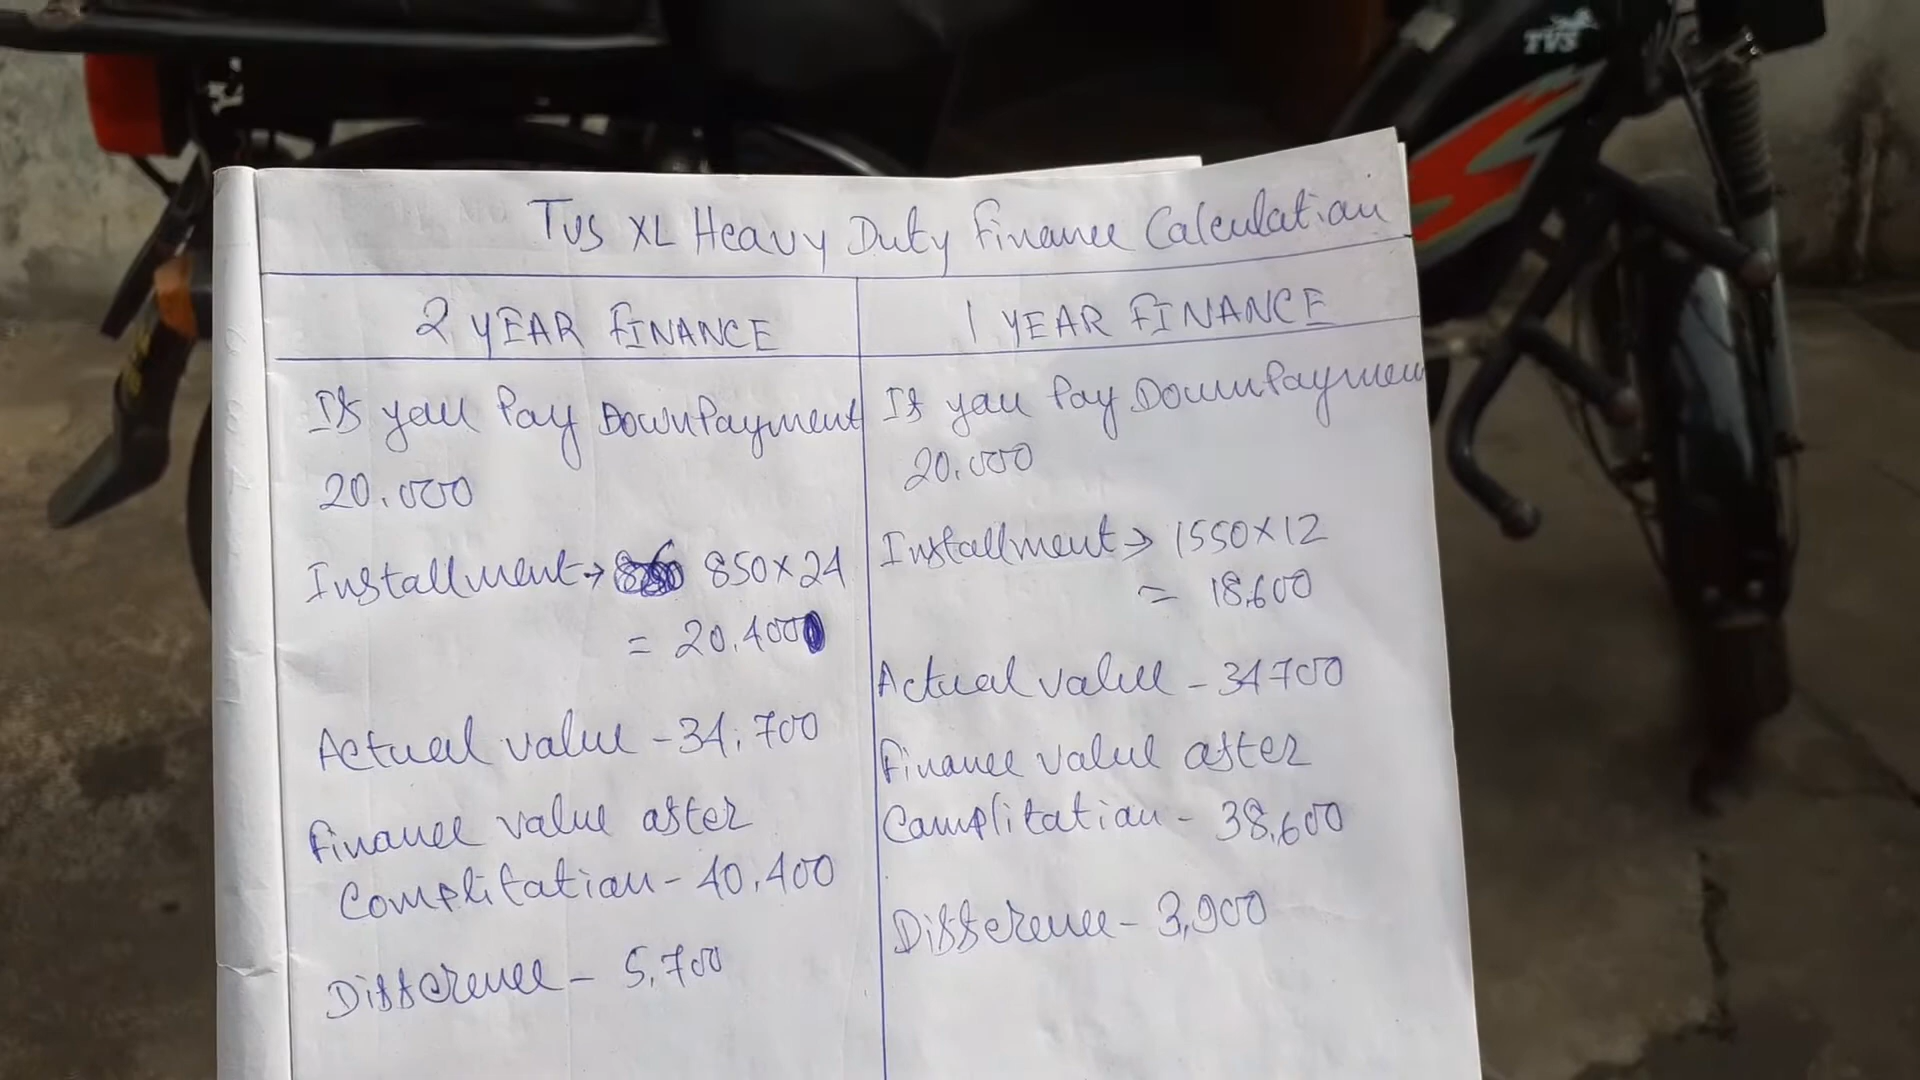 TVS
TVS XL Heavy Duty Finance Calculation
2 YEAR FINANCE
If you Pay DownPayment
20.000
Installment → 850×24
= 20.400
Actual value - 34.700
Finance value after
Complitation - 40.400
Difference - 5.700
1 YEAR FINANCE
If you Pay DownPaymen
20.000
Installment → 1550×12
= 18,600
Actual value - 34700
Finance value after
Complitation - 38,600
Difference - 3,900